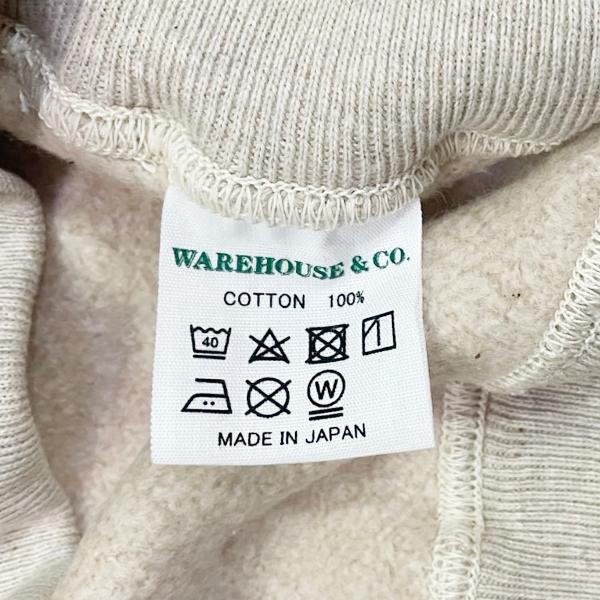 WAREHOUSE & CO.
COTTON 100%
40
W
MADE IN JAPAN